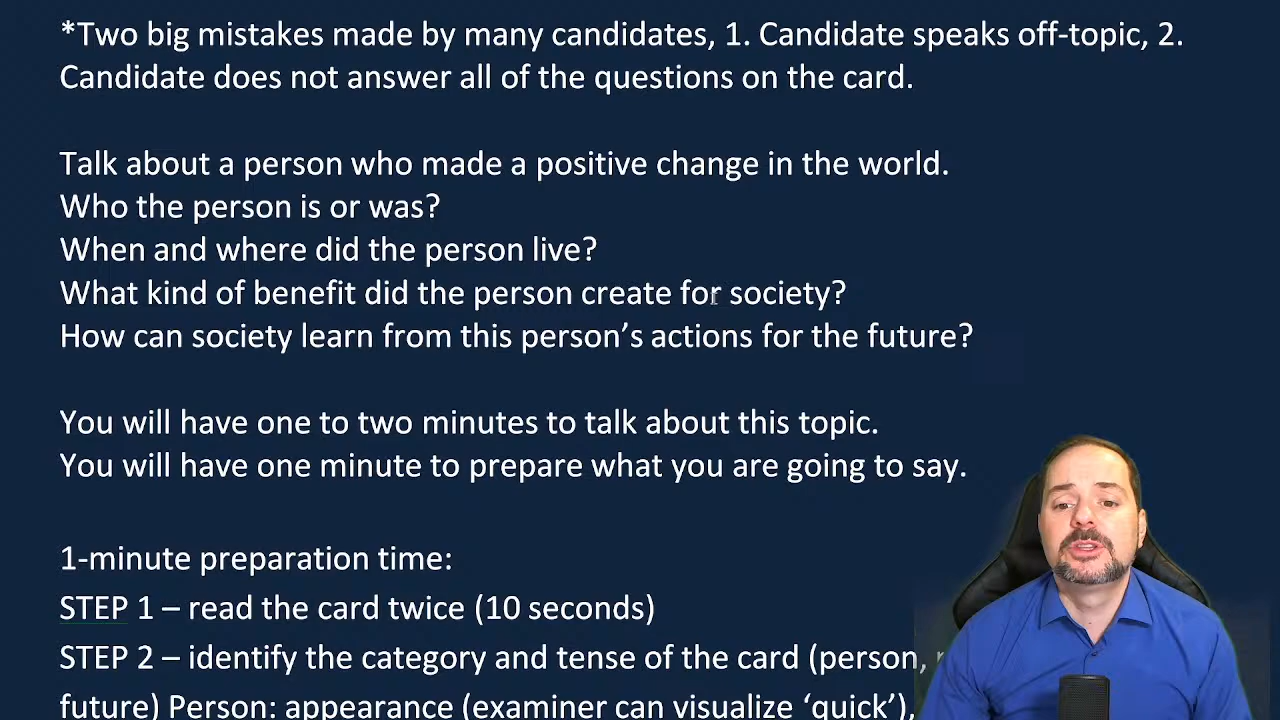 *Two big mistakes made by many candidates, 1. Candidate speaks off-topic, 2.
Candidate does not answer all of the questions on the card.
Talk about a person who made a positive change in the world.
Who the person is or was?
When and where did the person live?
What kind of benefit did the person create for society?
How can society learn from this person’s actions for the future?
You will have one to two minutes to talk about this topic.
You will have one minute to prepare what you are going to say.
1-minute preparation time:
STEP 1 – read the card twice (10 seconds)
STEP 2 – identify the category and tense of the card (person,
future) Person: appearance (examiner can visualize ‘quick’),